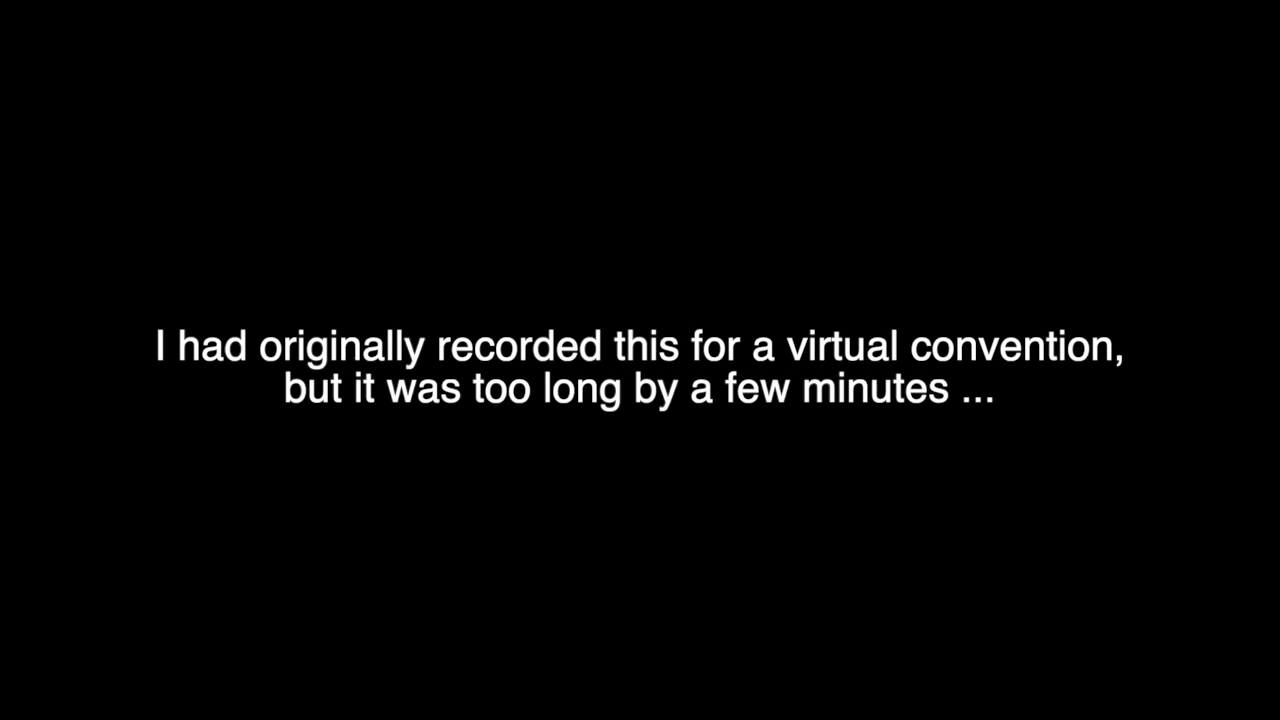 I had originally recorded this for a virtual convention,
but it was too long by a few minutes ...